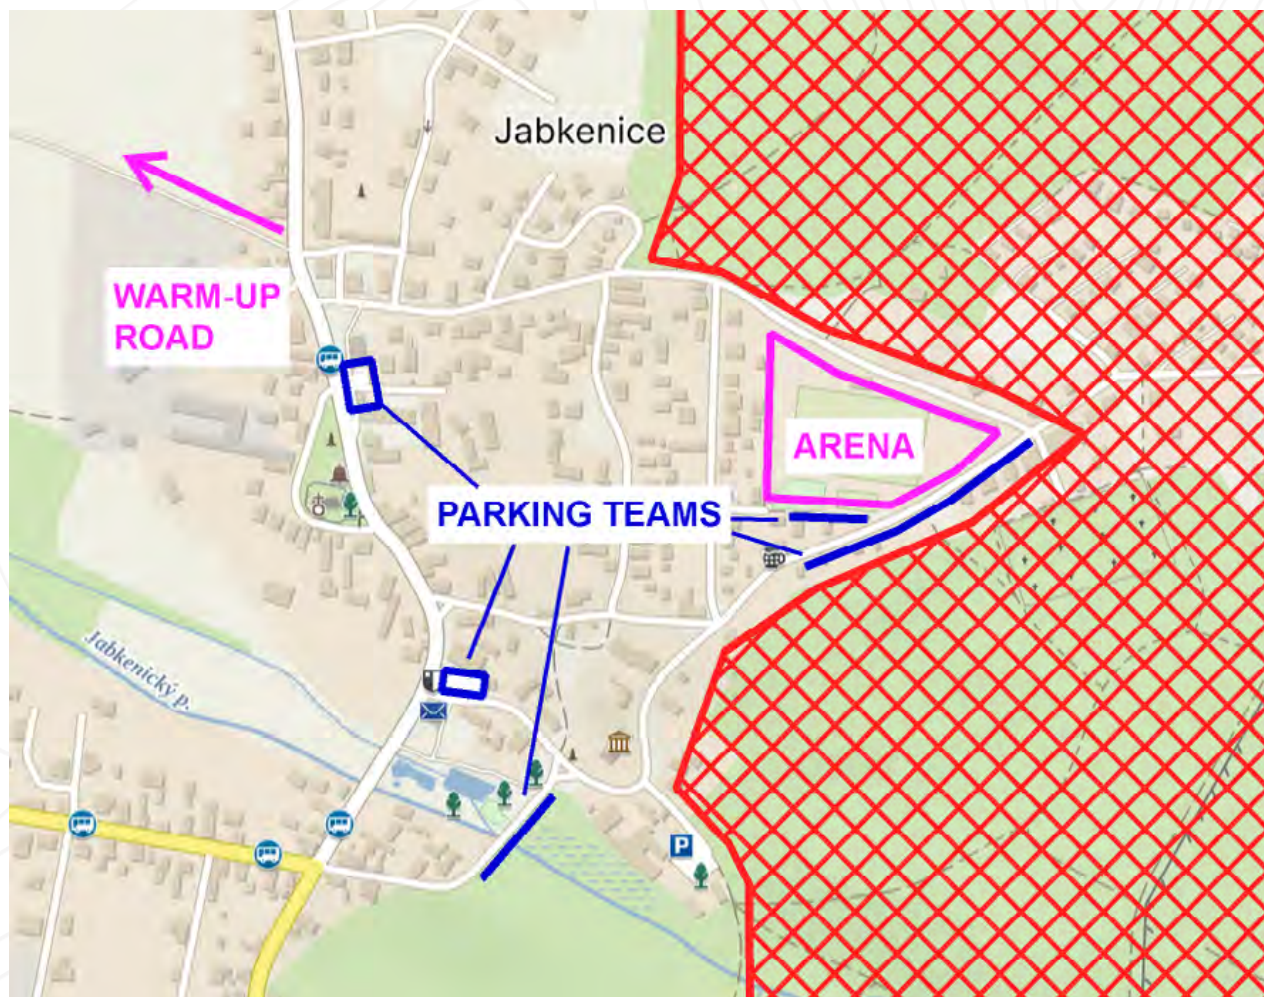 Jabkenice
WARM-UP
ROAD
ARENA
PARKING TEAMS
Jabkenický p.
P